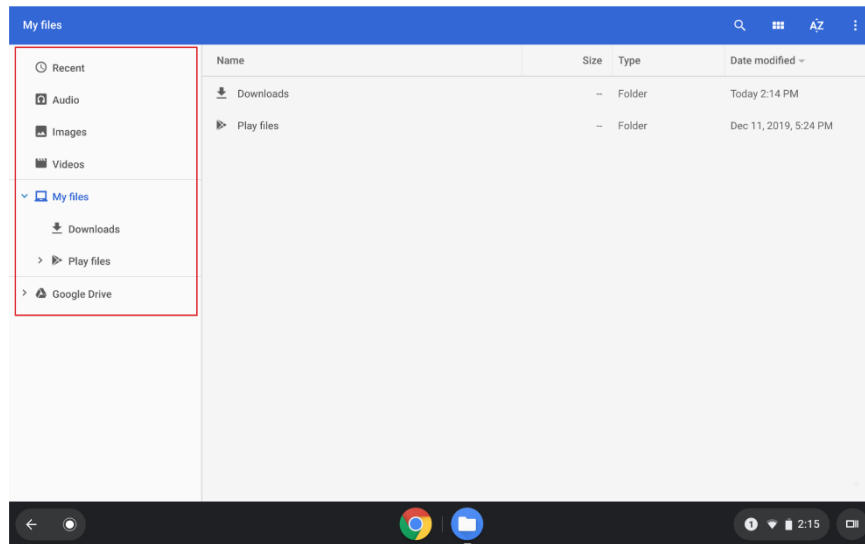 My files
AZ
Recent
Audio
Images
Videos
My files
Downloads
Play files
Google Drive
Name Size Type Date modified
Downloads -- Folder Today 2:14 PM
Play files -- Folder Dec 11, 2019, 5:24 PM
1 2:15